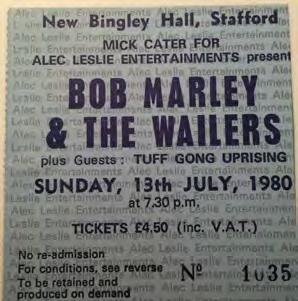 New Bingley Hall, Stafford
MICK CATER FOR
ALEC LESLIE ENTERTAINMENTS present
BOB MARLEY
& THE WAILERS
plus Guests : TUFF GONG UPRISING
SUNDAY, 13th JULY, 1980
at 7.30 p.m.
TICKETS £4.50 (inc. V.A.T.)
No re-admission
For conditions, see reverse
To be retained and
produced on demand
Nº 1035